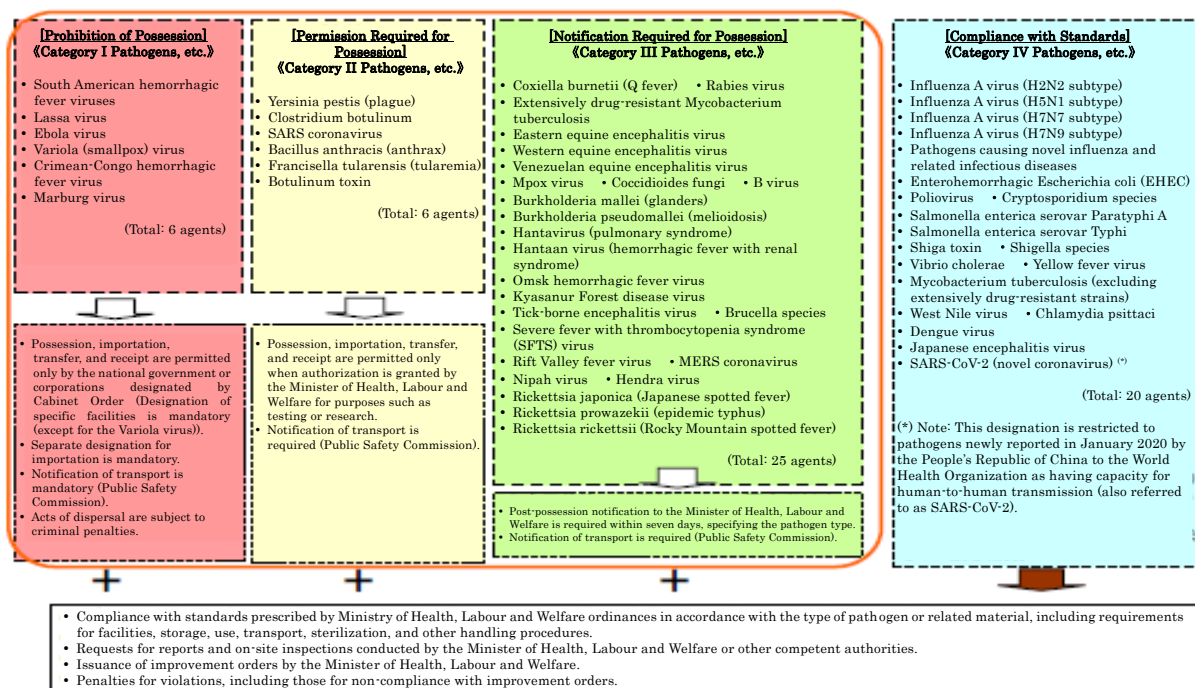 [Prohibition of Possession]
《Category I Pathogens, etc.》
• South American hemorrhagic
fever viruses
• Lassa virus
• Ebola virus
• Variola (smallpox) virus
• Crimean-Congo hemorrhagic
fever virus
• Marburg virus
(Total: 6 agents)
• Possession, importation,
transfer, and receipt are permitted
only by the national government or
corporations designated by
Cabinet Order (Designation of
specific facilities is mandatory
(except for the Variola virus)).
• Separate designation for
importation is mandatory.
• Notification of transport is
mandatory (Public Safety
Commission).
• Acts of dispersal are subject to
criminal penalties.
[Permission Required for
Possession]
《Category II Pathogens, etc.》
• Yersinia pestis (plague)
• Clostridium botulinum
• SARS coronavirus
• Bacillus anthracis (anthrax)
• Francisella tularensis (tularemia)
• Botulinum toxin
(Total: 6 agents)
• Possession, importation, transfer,
and receipt are permitted only
when authorization is granted by
the Minister of Health, Labour and
Welfare for purposes such as
testing or research.
• Notification of transport is
required (Public Safety Commission).
[Notification Required for Possession]
《Category III Pathogens, etc.》
• Coxiella burnetii (Q fever) • Rabies virus
• Extensively drug-resistant Mycobacterium
tuberculosis
• Eastern equine encephalitis virus
• Western equine encephalitis virus
• Venezuelan equine encephalitis virus
• Mpox virus • Coccidioides fungi • B virus
• Burkholderia mallei (glanders)
• Burkholderia pseudomallei (melioidosis)
• Hantavirus (pulmonary syndrome)
• Hantaan virus (hemorrhagic fever with renal
syndrome)
• Omsk hemorrhagic fever virus
• Kyasanur Forest disease virus
• Tick-borne encephalitis virus • Brucella species
• Severe fever with thrombocytopenia syndrome
(SFTS) virus
• Rift Valley fever virus • MERS coronavirus
• Nipah virus • Hendra virus
• Rickettsia japonica (Japanese spotted fever)
• Rickettsia prowazekii (epidemic typhus)
• Rickettsia rickettsii (Rocky Mountain spotted fever)
(Total: 25 agents)
• Post-possession notification to the Minister of Health, Labour and
Welfare is required within seven days, specifying the pathogen type.
• Notification of transport is required (Public Safety Commission).
[Compliance with Standards]
《Category IV Pathogens, etc.》
• Influenza A virus (H2N2 subtype)
• Influenza A virus (H5N1 subtype)
• Influenza A virus (H7N7 subtype)
• Influenza A virus (H7N9 subtype)
• Pathogens causing novel influenza and
related infectious diseases
• Enterohemorrhagic Escherichia coli (EHEC)
• Poliovirus • Cryptosporidium species
• Salmonella enterica serovar Paratyphi A
• Salmonella enterica serovar Typhi
• Shiga toxin • Shigella species
• Vibrio cholerae • Yellow fever virus
• Mycobacterium tuberculosis (excluding
extensively drug-resistant strains)
• West Nile virus • Chlamydia psittaci
• Dengue virus
• Japanese encephalitis virus
• SARS-CoV-2 (novel coronavirus) (*)
(Total: 20 agents)
(*) Note: This designation is restricted to
pathogens newly reported in January 2020 by
the People's Republic of China to the World
Health Organization as having capacity for
human-to-human transmission (also referred
to as SARS-CoV-2).
+ + +
• Compliance with standards prescribed by Ministry of Health, Labour and Welfare ordinances in accordance with the type of pathogen or related material, including requirements
for facilities, storage, use, transport, sterilization, and other handling procedures.
• Requests for reports and on-site inspections conducted by the Minister of Health, Labour and Welfare or other competent authorities.
• Issuance of improvement orders by the Minister of Health, Labour and Welfare.
• Penalties for violations, including those for non-compliance with improvement orders.